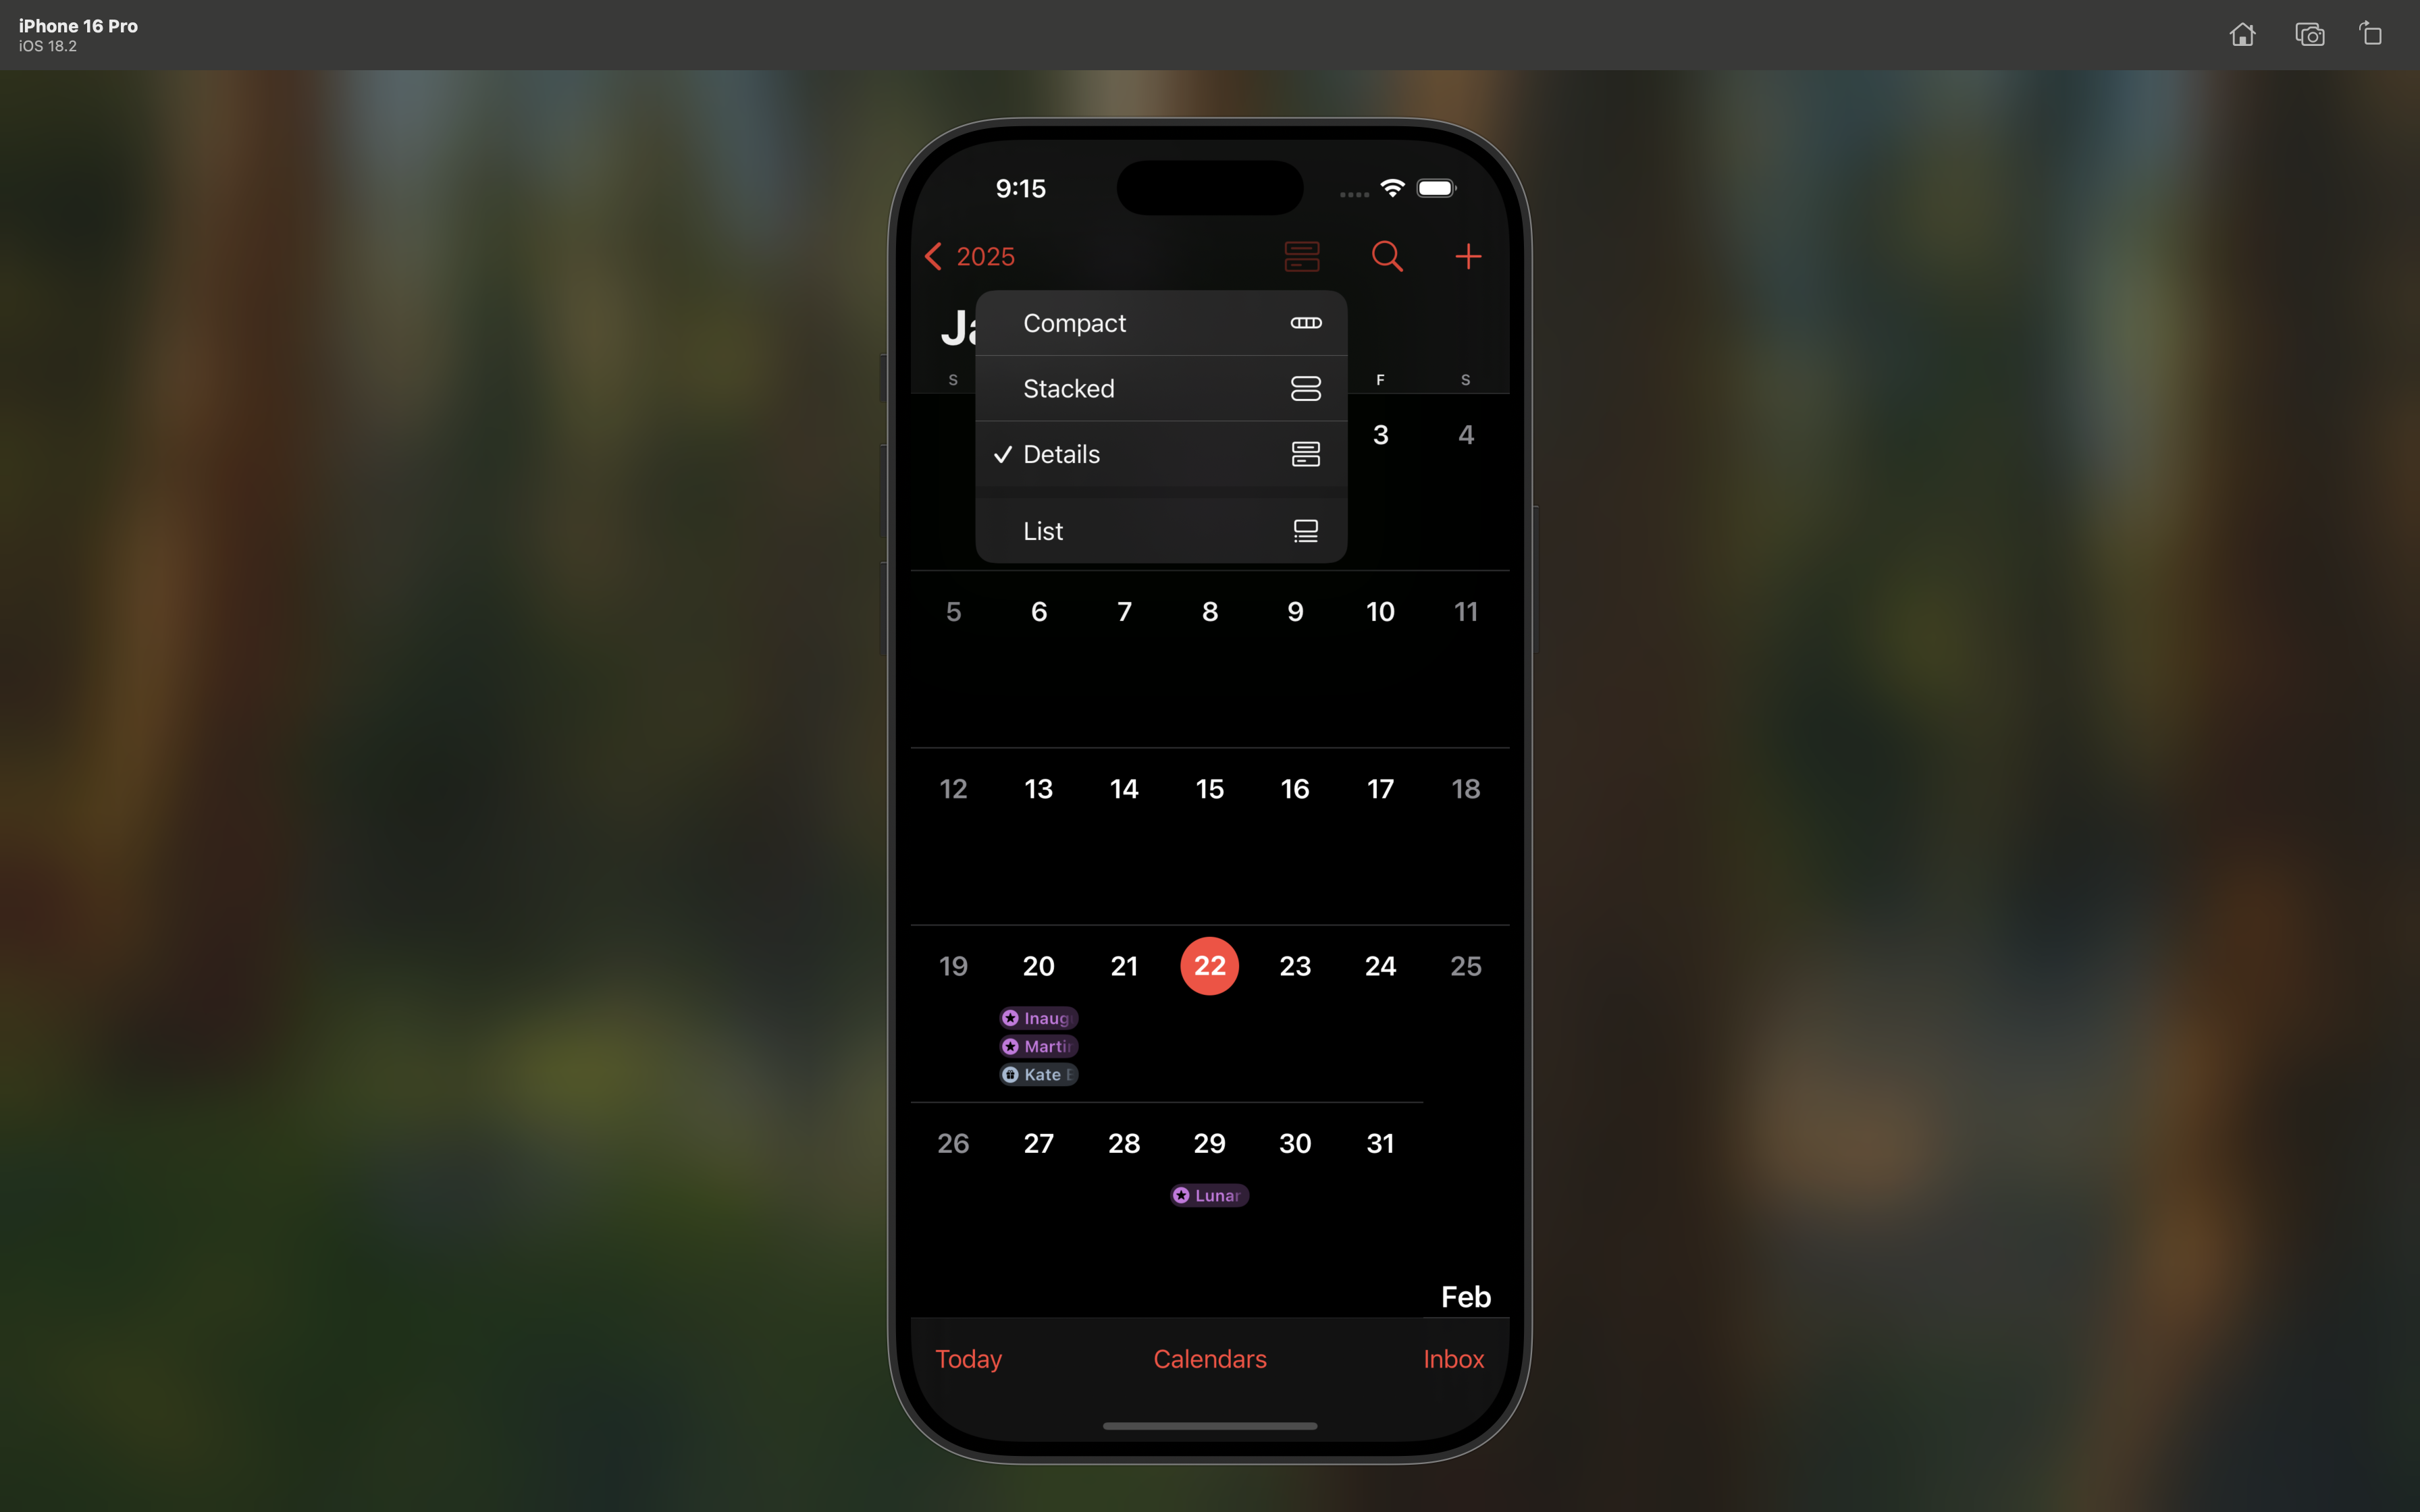 iPhone 16 Pro
iOS 18.2
9:15
2025
Compact
Stacked
Details
List
S F S
3 4
5 6 7 8 9 10 11
12 13 14 15 16 17 18
19 20 21 22 23 24 25
Inaug
Marti
Kate
26 27 28 29 30 31
Lunar
Feb
Today Calendars Inbox